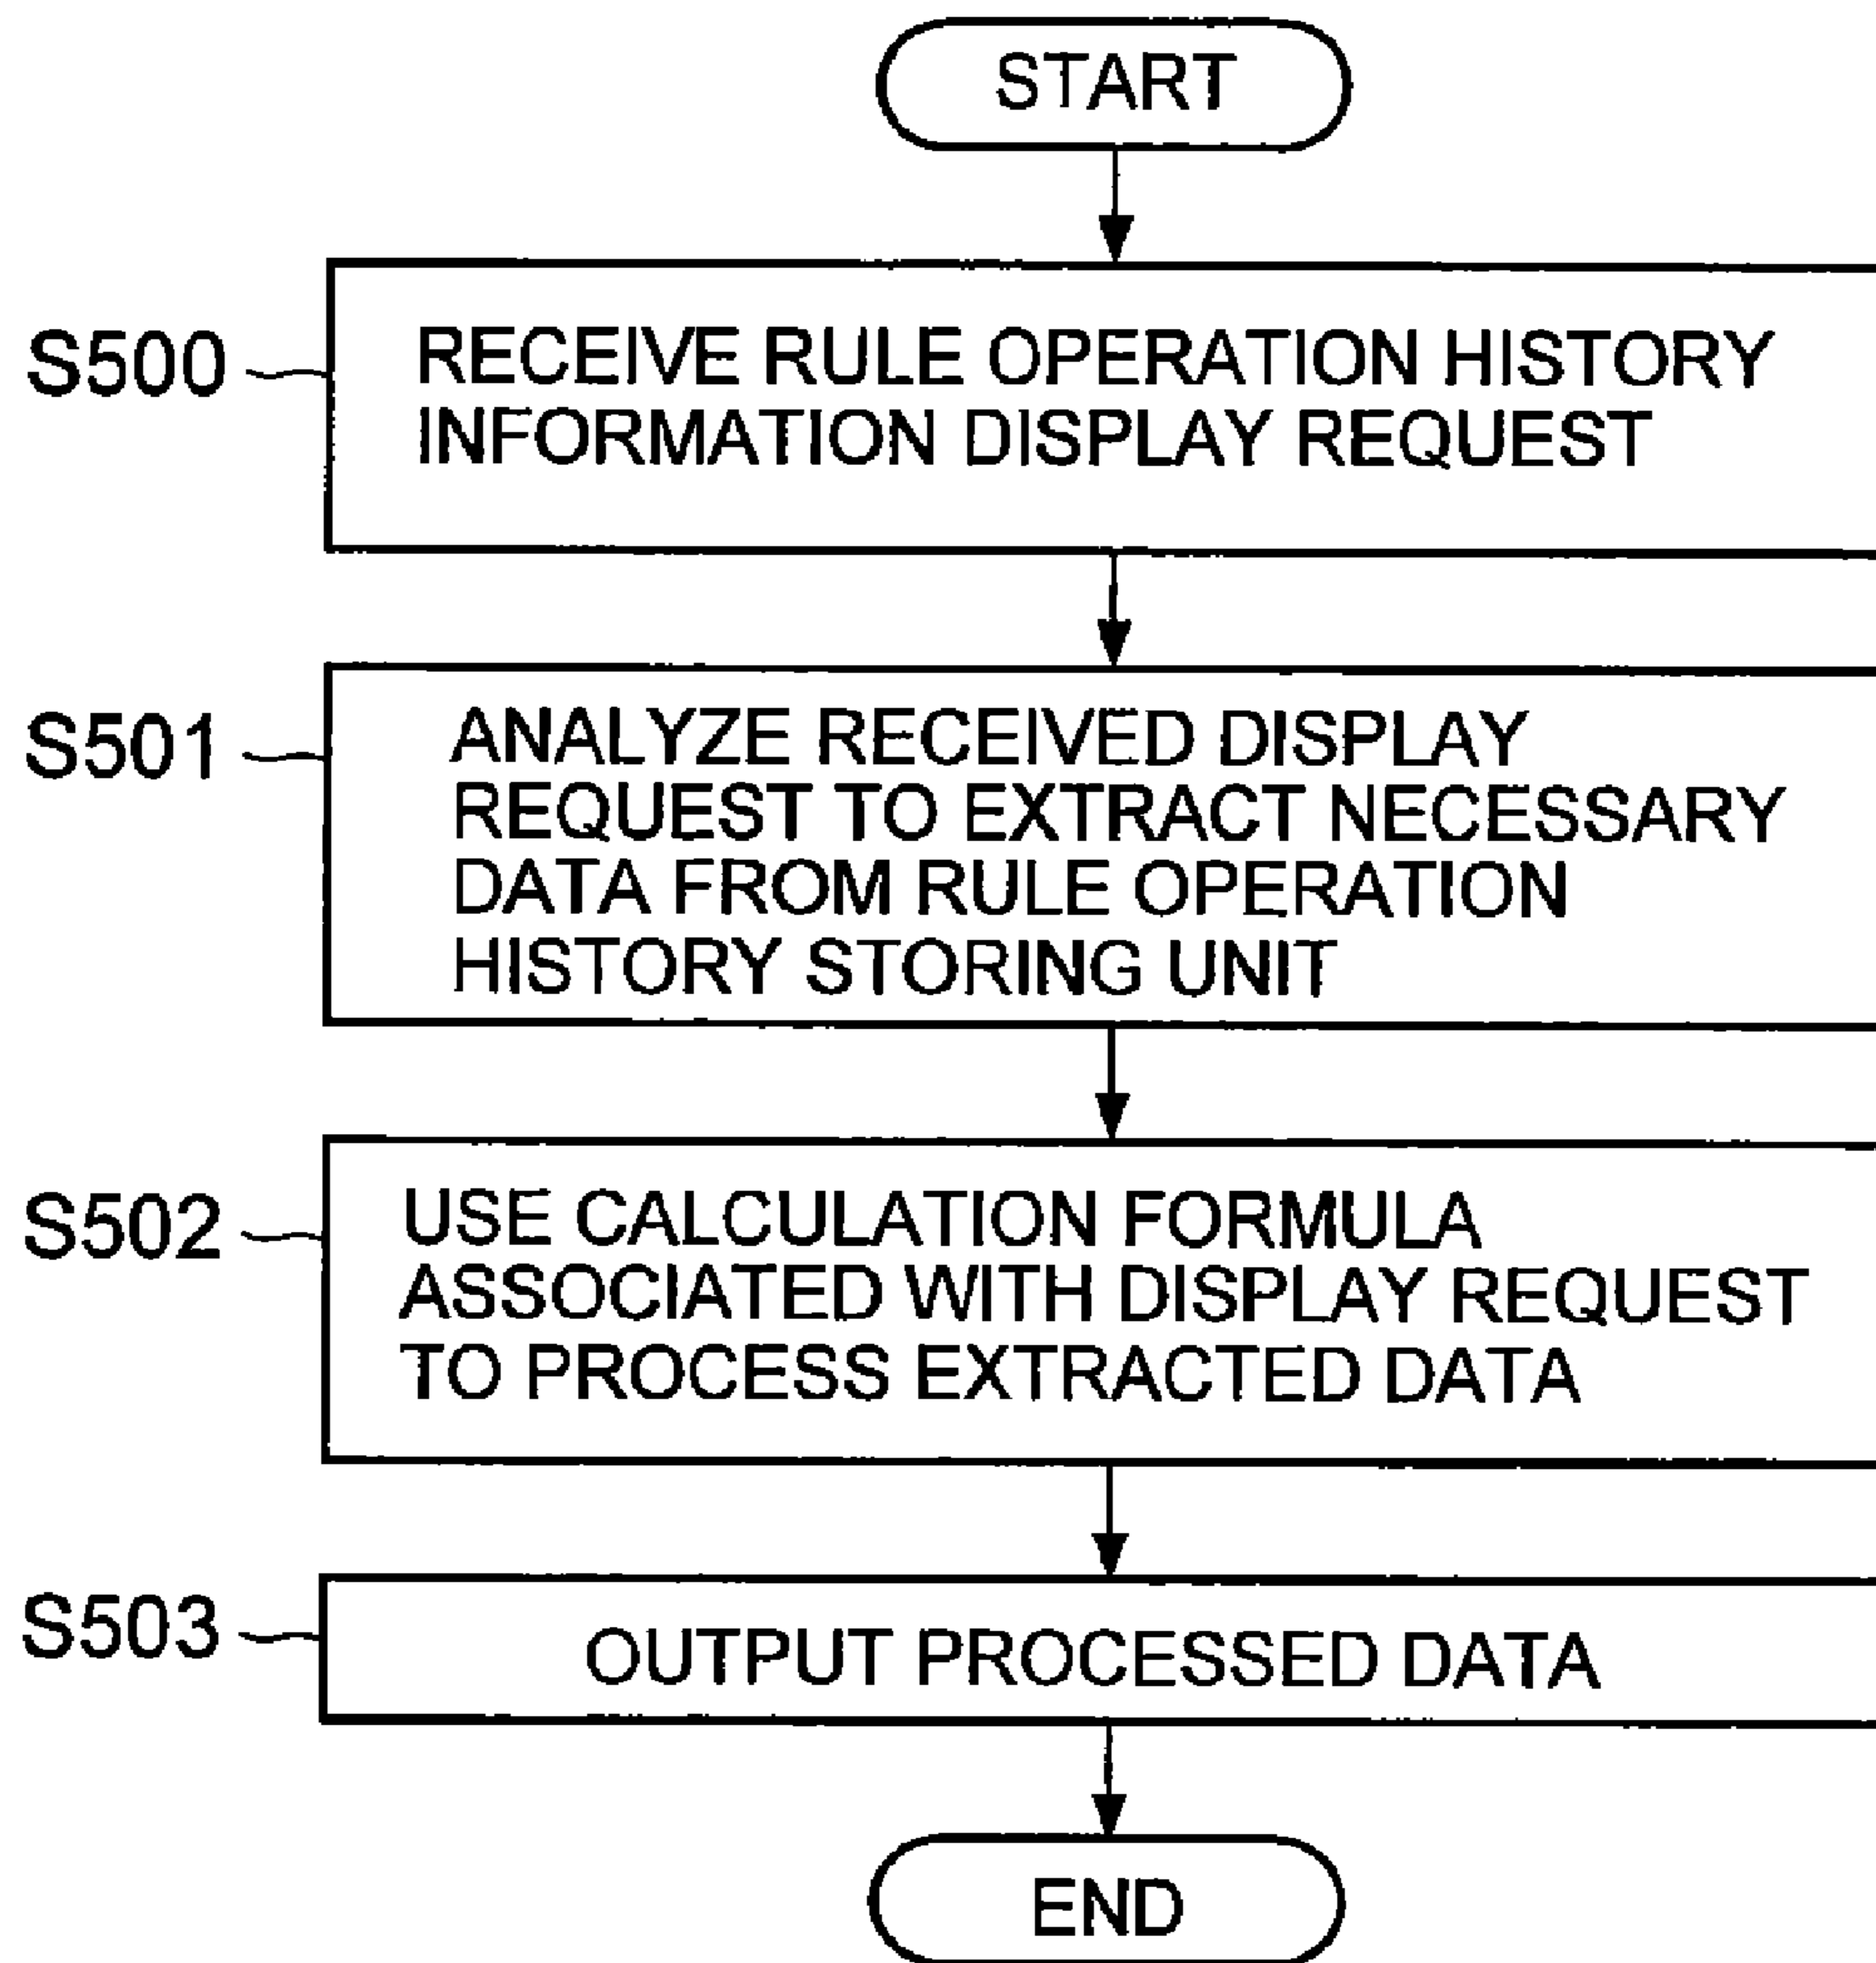 START
S500
RECEIVE RULE OPERATION HISTORY
INFORMATION DISPLAY REQUEST
S501
ANALYZE RECEIVED DISPLAY
REQUEST TO EXTRACT NECESSARY
DATA FROM RULE OPERATION
HISTORY STORING UNIT
S502
USE CALCULATION FORMULA
ASSOCIATED WITH DISPLAY REQUEST
TO PROCESS EXTRACTED DATA
S503
OUTPUT PROCESSED DATA
END